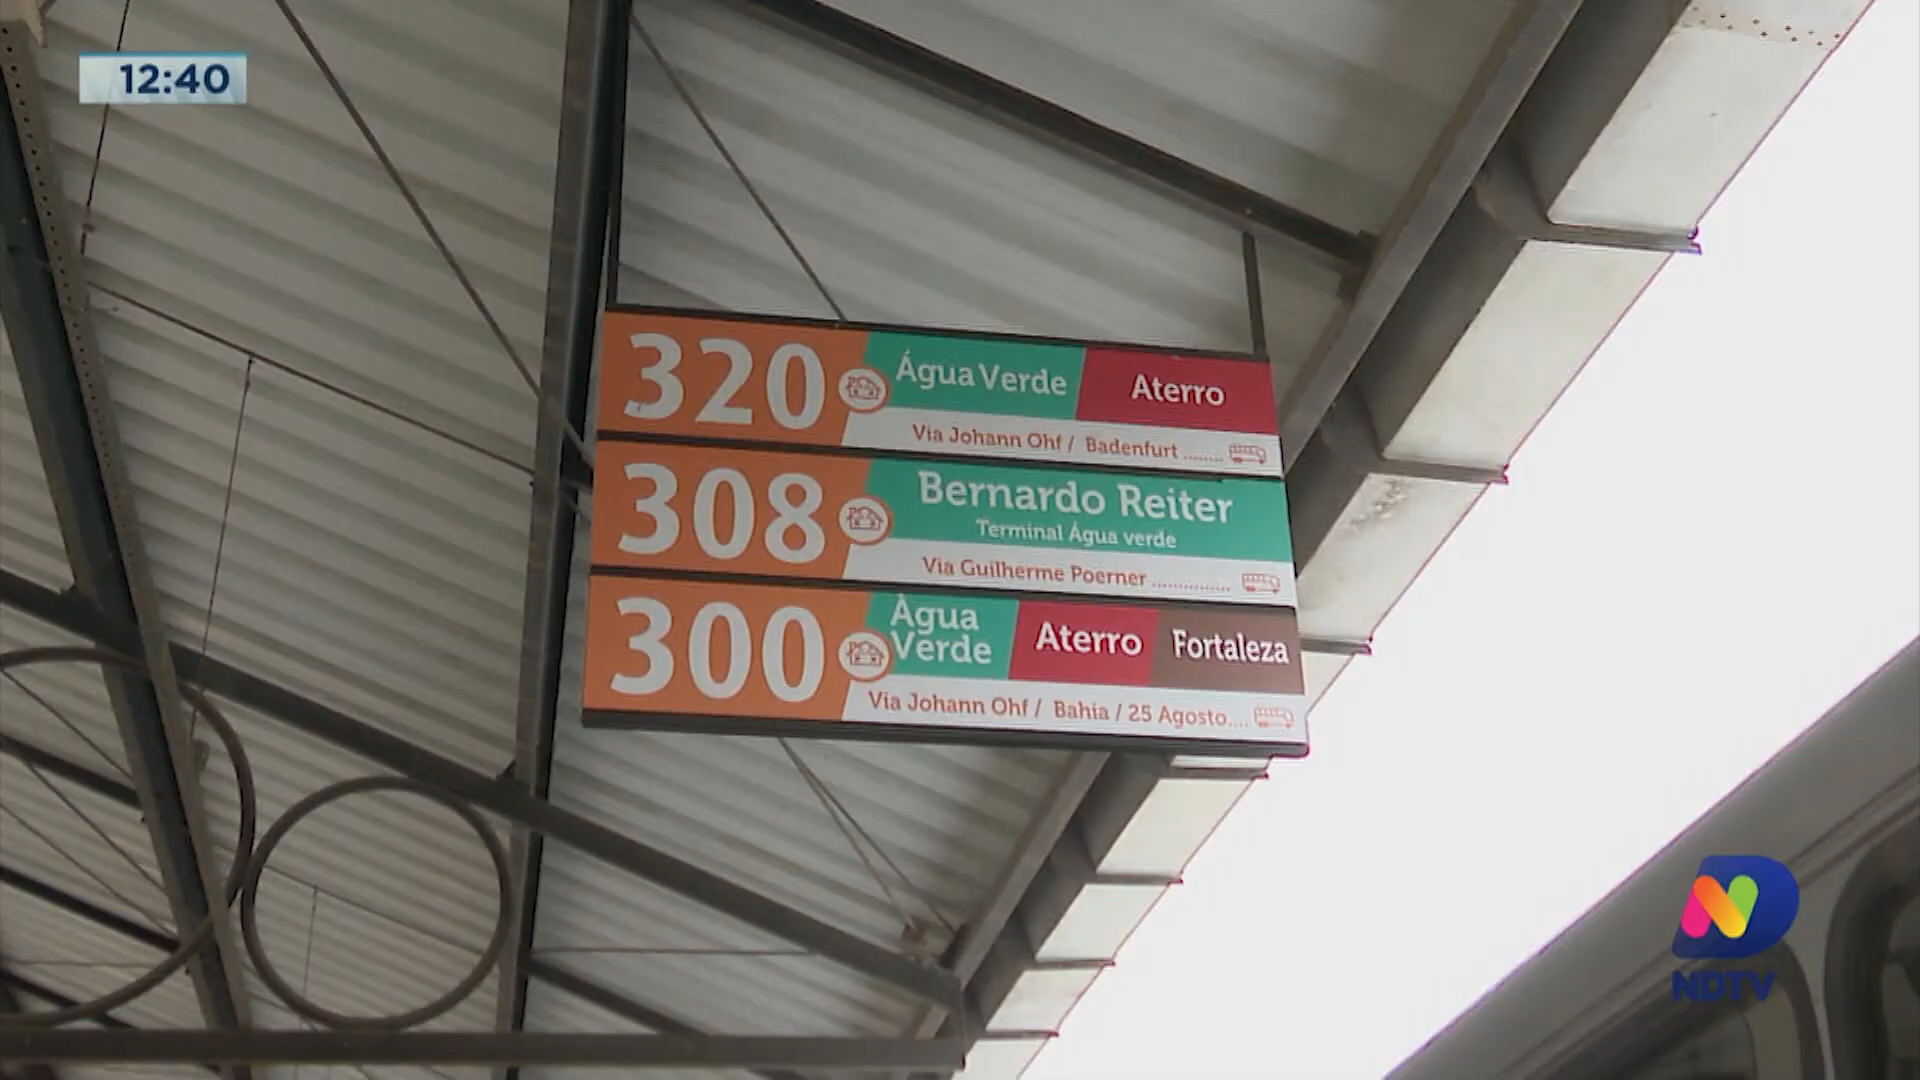 12:40
320 Água Verde Aterro
Via Johann Ohf / Badenfurt ........
308 Bernardo Reiter
Terminal Água verde
Via Guilherme Poerner ..............
300 Àgua Verde Aterro Fortaleza
Via Johann Ohf / Bahia / 25 Agosto....
NDTV